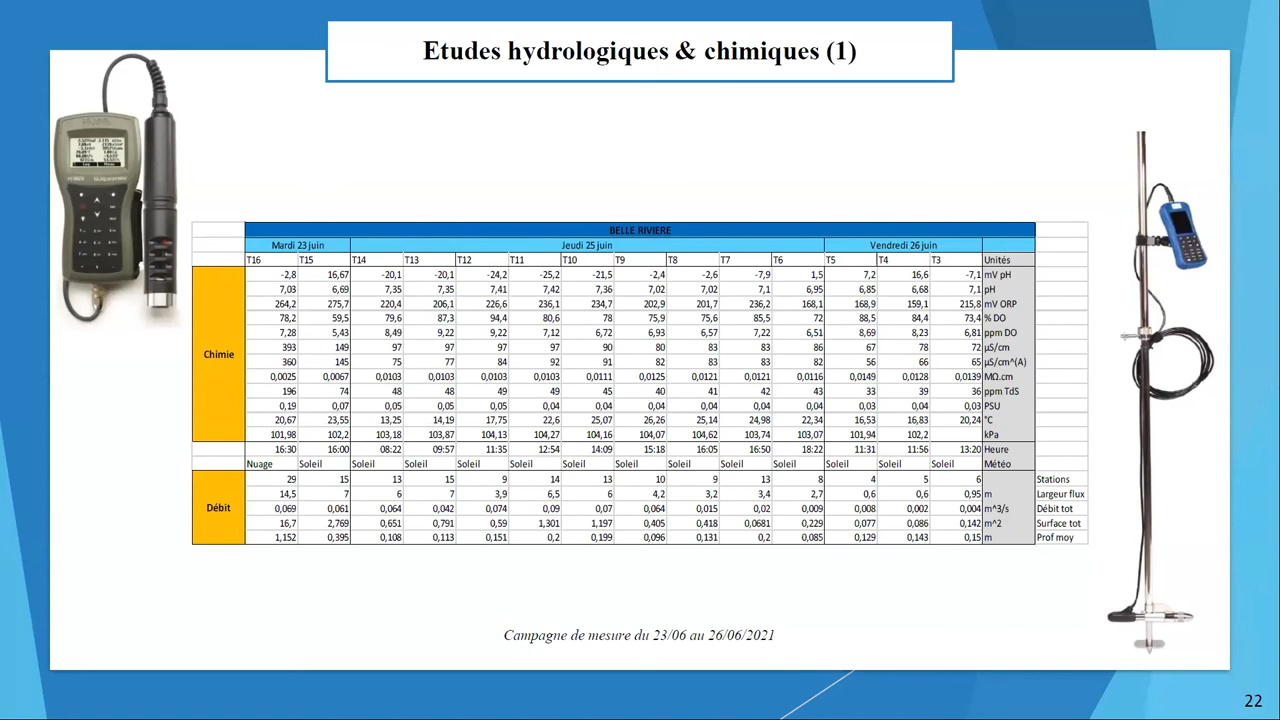 Etudes hydrologiques & chimiques (1)
BELLE RIVIERE
Mardi 23 juin Jeudi 25 juin Vendredi 26 juin
T16 T15 T14 T13 T12 T11 T10 T9 T8 T7 T6 T5 T4 T3 Unités
-2,8 16,67 -20,1 -20,1 -24,2 -25,2 -21,5 -2,4 -2,6 -7,9 1,5 7,2 16,6 -7,1 mV pH
7,03 6,69 7,35 7,35 7,41 7,42 7,36 7,02 7,02 7,1 6,95 6,85 6,68 7,1 pH
264,2 275,7 220,4 206,1 226,6 236,1 234,7 202,9 201,7 236,2 168,1 168,9 159,1 215,8 mV ORP
78,2 59,5 79,6 87,3 94,4 80,6 78 75,9 75,6 85,5 72 88,5 84,4 73,4 % DO
7,28 5,43 8,49 9,22 9,22 7,12 6,72 6,93 6,57 7,22 6,51 8,69 8,23 6,81 ppm DO
393 149 97 97 97 97 90 80 83 83 86 67 78 72 µS/cm
Chimie
360 145 75 77 84 92 91 82 83 83 82 56 66 65 µS/cm^(A)
0,0025 0,0067 0,0103 0,0103 0,0103 0,0103 0,0111 0,0125 0,0121 0,0121 0,0116 0,0149 0,0128 0,0139 MΩ.cm
196 74 48 48 49 49 45 40 41 42 43 33 39 36 ppm TdS
0,19 0,07 0,05 0,05 0,05 0,04 0,04 0,04 0,04 0,04 0,04 0,03 0,04 0,03 PSU
20,67 23,55 13,25 14,19 17,75 22,6 25,07 26,26 25,14 24,98 22,34 16,53 16,83 20,24 °C
101,98 102,2 103,18 103,87 104,13 104,27 104,16 104,07 104,62 103,74 103,07 101,94 102,2 kPa
16:30 16:00 08:22 09:57 11:35 12:54 14:09 15:18 16:05 16:50 18:22 11:31 11:56 13:20 Heure
Nuage Soleil Soleil Soleil Soleil Soleil Soleil Soleil Soleil Soleil Soleil Soleil Soleil Soleil Météo
29 15 13 15 9 14 13 10 9 13 8 4 5 6 Stations
14,5 7 6 7 3,9 6,5 6 4,2 3,2 3,4 2,7 0,6 0,6 0,95 m Largeur flux
Débit 0,069 0,061 0,064 0,042 0,074 0,09 0,07 0,064 0,015 0,02 0,009 0,008 0,002 0,004 m^3/s Débit tot
16,7 2,769 0,651 0,791 0,59 1,301 1,197 0,405 0,418 0,0681 0,229 0,077 0,086 0,142 m^2 Surface tot
1,152 0,395 0,108 0,113 0,151 0,2 0,199 0,096 0,131 0,2 0,085 0,129 0,143 0,15 m Prof moy
Campagne de mesure du 23/06 au 26/06/2021
22